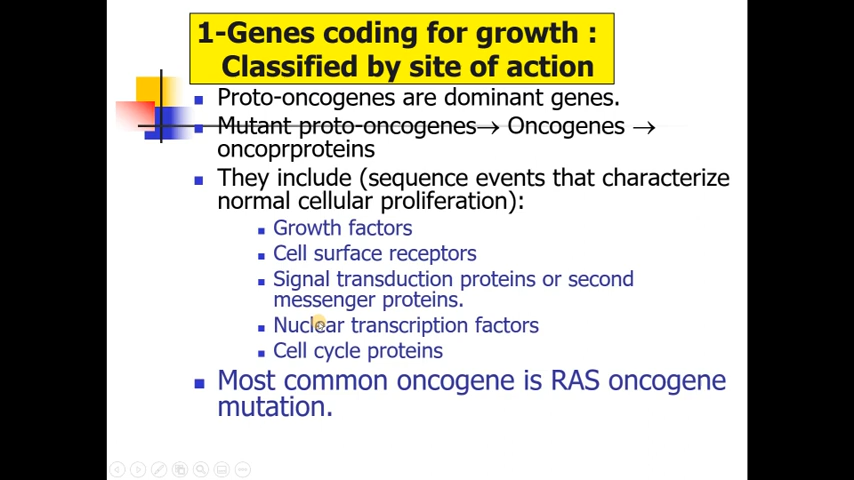 1-Genes coding for growth :
Classified by site of action
Proto-oncogenes are dominant genes.
Mutant proto-oncogenes→ Oncogenes →
oncoprproteins
They include (sequence events that characterize
normal cellular proliferation):
Growth factors
Cell surface receptors
Signal transduction proteins or second
messenger proteins.
Nuclear transcription factors
Cell cycle proteins
Most common oncogene is RAS oncogene
mutation.